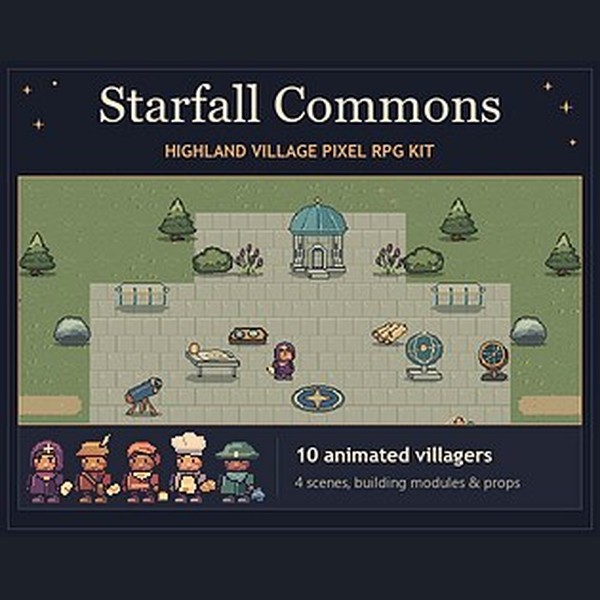 Starfall Commons
HIGHLAND VILLAGE PIXEL RPG KIT
10 animated villagers
4 scenes, building modules & props